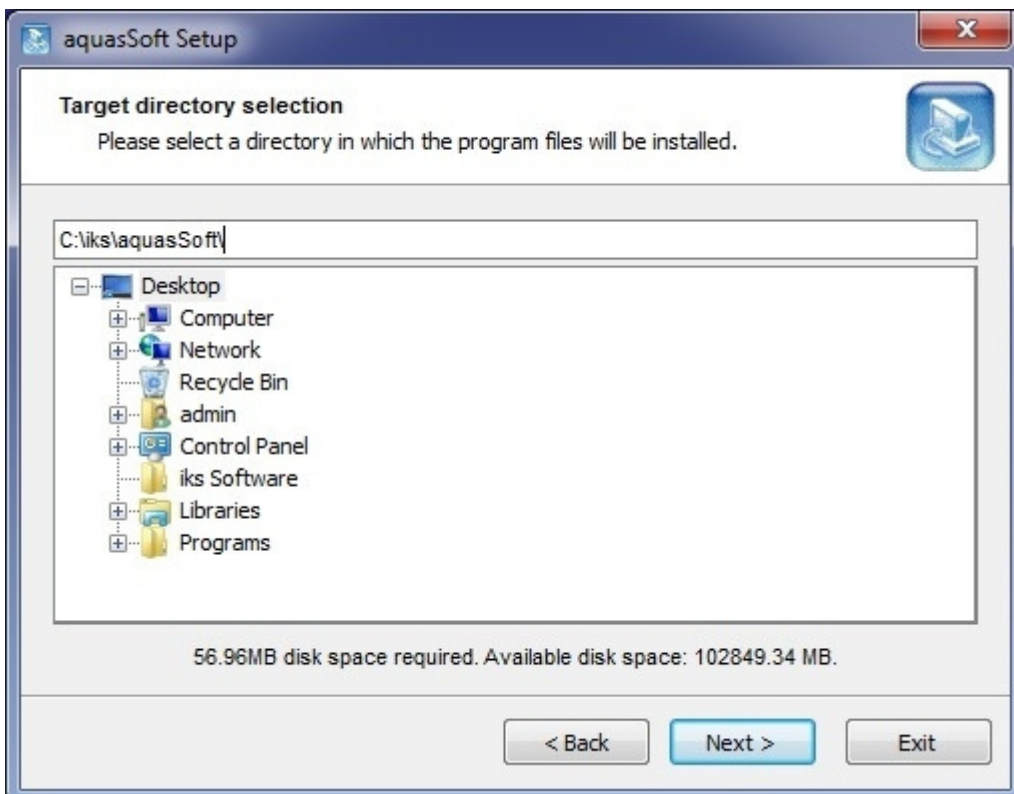 aquasSoft Setup
Target directory selection
Please select a directory in which the program files will be installed.
C:\iks\aquasSoft\
Desktop
Computer
Network
Recycle Bin
admin
Control Panel
iks Software
Libraries
Programs
56.96MB disk space required. Available disk space: 102849.34 MB.
< Back Next > Exit